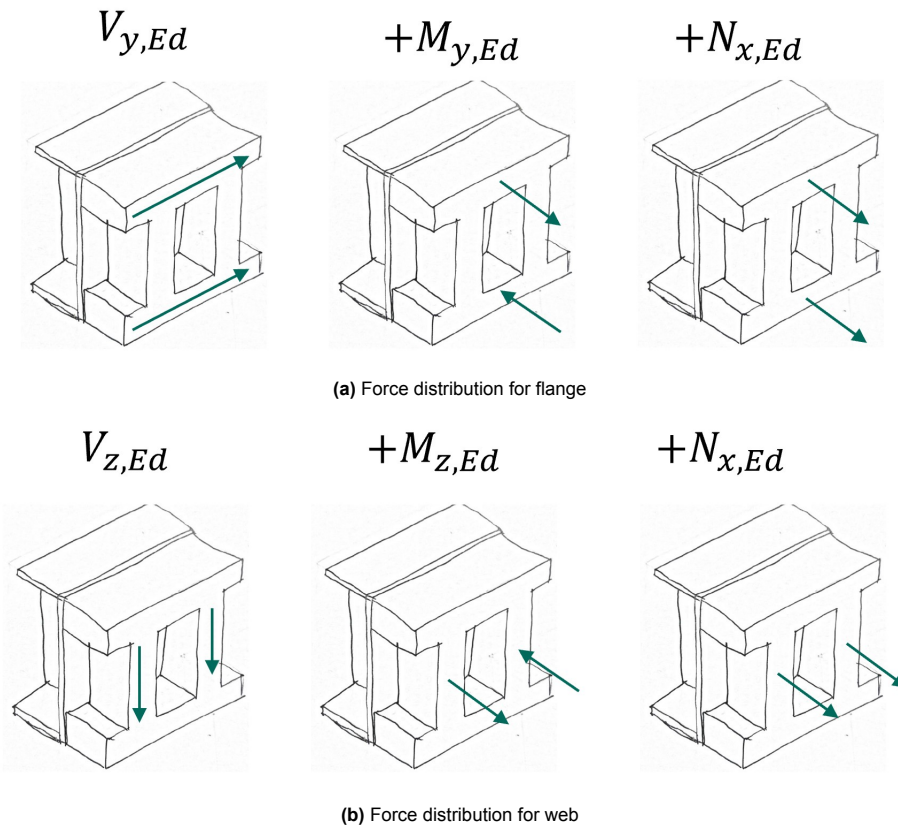 V_{y,Ed} +M_{y,Ed} +N_{x,Ed}
(a) Force distribution for flange
V_{z,Ed} +M_{z,Ed} +N_{x,Ed}
(b) Force distribution for web